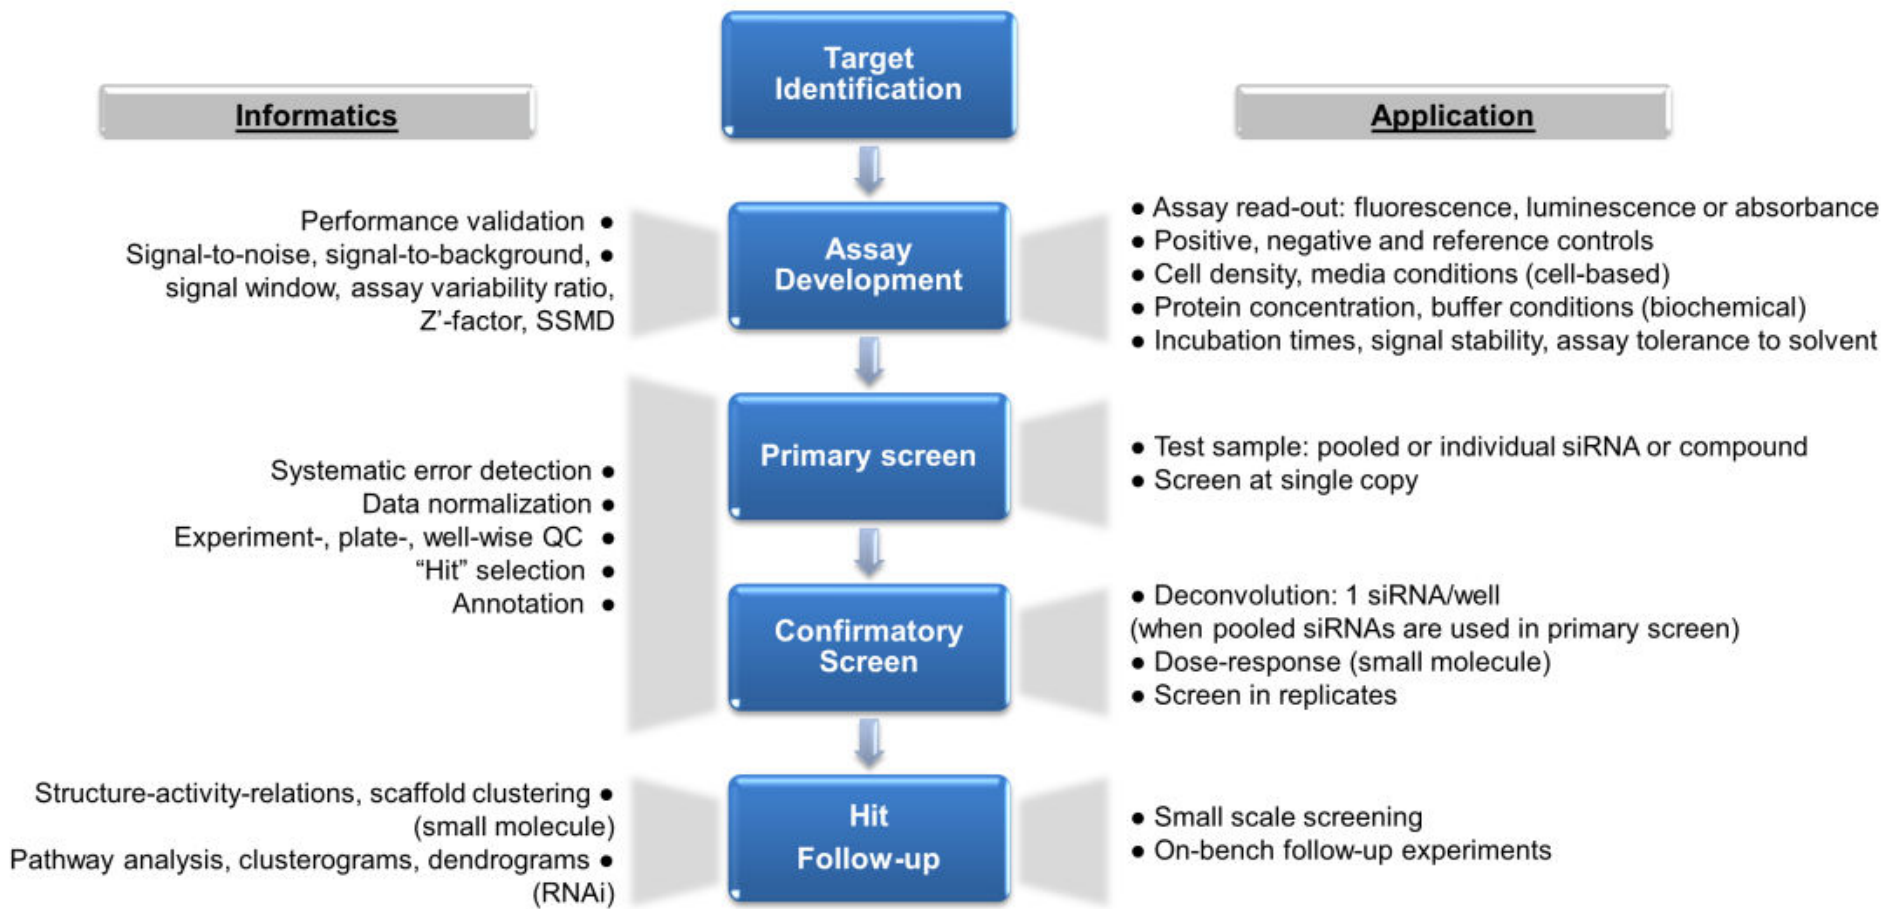 Target
Identification
Informatics
Application
Assay
Development
Performance validation ●
Signal-to-noise, signal-to-background, ●
signal window, assay variability ratio,
Z’-factor, SSMD
● Assay read-out: fluorescence, luminescence or absorbance
● Positive, negative and reference controls
● Cell density, media conditions (cell-based)
● Protein concentration, buffer conditions (biochemical)
● Incubation times, signal stability, assay tolerance to solvent
Primary screen
Systematic error detection ●
Data normalization ●
Experiment-, plate-, well-wise QC ●
“Hit” selection ●
Annotation ●
● Test sample: pooled or individual siRNA or compound
● Screen at single copy
Confirmatory
Screen
● Deconvolution: 1 siRNA/well
(when pooled siRNAs are used in primary screen)
● Dose-response (small molecule)
● Screen in replicates
Hit
Follow-up
Structure-activity-relations, scaffold clustering ●
(small molecule)
Pathway analysis, clusterograms, dendrograms ●
(RNAi)
● Small scale screening
● On-bench follow-up experiments